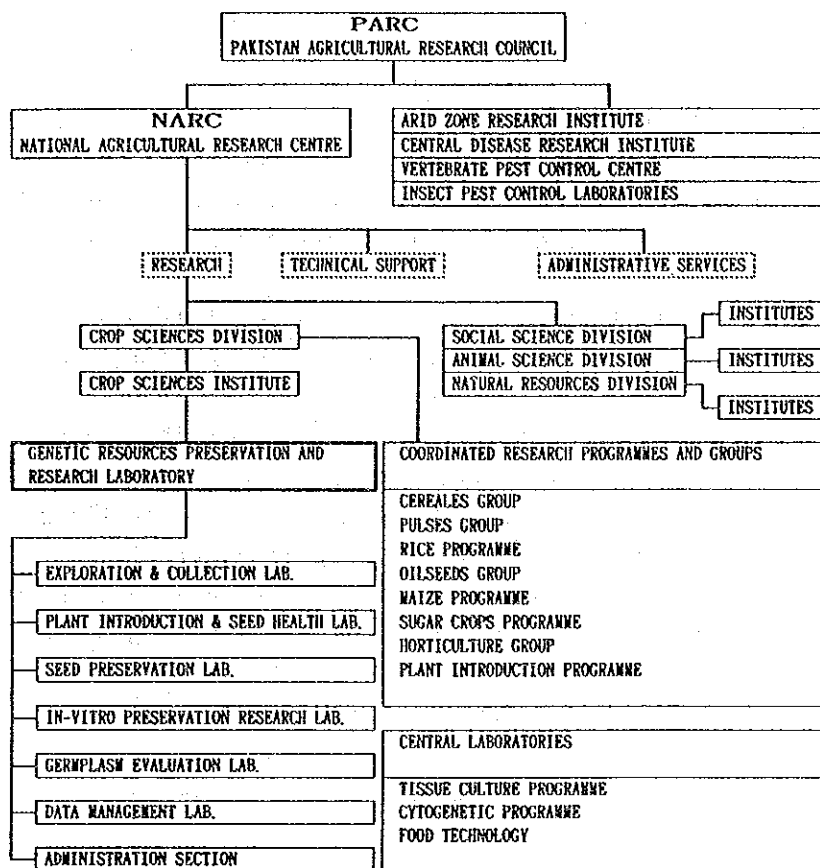 PARC
PAKISTAN AGRICULTURAL RESEARCH COUNCIL
NARC
NATIONAL AGRICULTURAL RESEARCH CENTRE
ARID ZONE RESEARCH INSTITUTE
CENTRAL DISEASE RESEARCH INSTITUTE
VERTEBRATE PEST CONTROL CENTRE
INSECT PEST CONTROL LABORATORIES
RESEARCH
TECHNICAL SUPPORT
ADMINISTRATIVE SERVICES
CROP SCIENCES DIVISION
CROP SCIENCES INSTITUTE
SOCIAL SCIENCE DIVISION
ANIMAL SCIENCE DIVISION
NATURAL RESOURCES DIVISION
INSTITUTES
INSTITUTES
INSTITUTES
GENETIC RESOURCES PRESERVATION AND
RESEARCH LABORATORY
EXPLORATION & COLLECTION LAB.
PLANT INTRODUCTION & SEED HEALTH LAB.
SEED PRESERVATION LAB.
IN-VITRO PRESERVATION RESEARCH LAB.
GERMPLASM EVALUATION LAB.
DATA MANAGEMENT LAB.
ADMINISTRATION SECTION
COORDINATED RESEARCH PROGRAMMES AND GROUPS
CEREALES GROUP
PULSES GROUP
RICE PROGRAMME
OILSEEDS GROUP
MAIZE PROGRAMME
SUGAR CROPS PROGRAMME
HORTICULTURE GROUP
PLANT INTRODUCTION PROGRAMME
CENTRAL LABORATORIES
TISSUE CULTURE PROGRAMME
CYTOGENETIC PROGRAMME
FOOD TECHNOLOGY